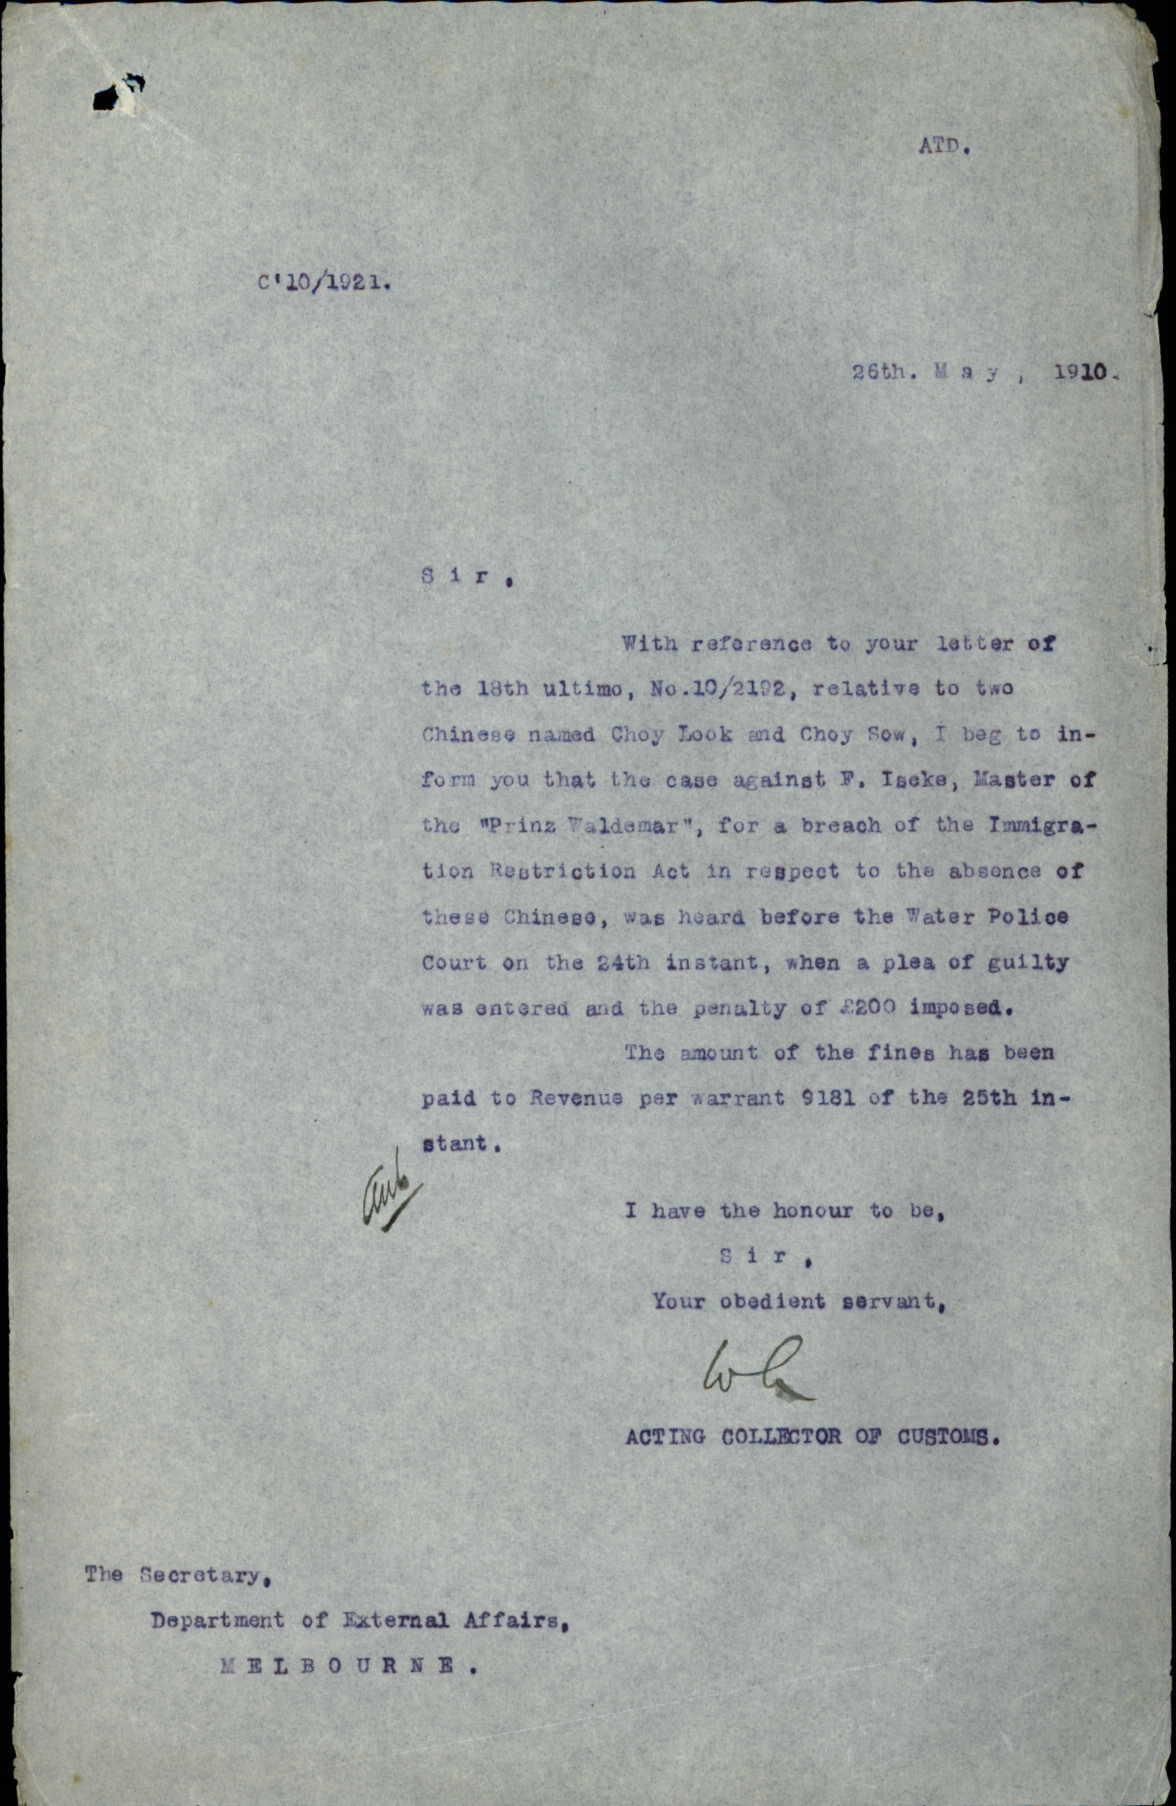 ATD.
C'10/1921.
26th. M a y , 1910.
S i r ,
With reference to your letter of
the 18th ultimo, No.10/2192, relative to two
Chinese named Choy Look and Choy Sow, I beg to in-
form you that the case against F. Iseke, Master of
the "Prinz Waldemar", for a breach of the Immigra-
tion Restriction Act in respect to the absence of
these Chinese, was heard before the Water Police
Court on the 24th instant, when a plea of guilty
was entered and the penalty of £200 imposed.
The amount of the fines has been
paid to Revenue per warrant 9181 of the 25th in-
stant.
I have the honour to be,
S i r ,
Your obedient servant,
ACTING COLLECTOR OF CUSTOMS.
The Secretary,
Department of External Affairs,
M E L B O U R N E .